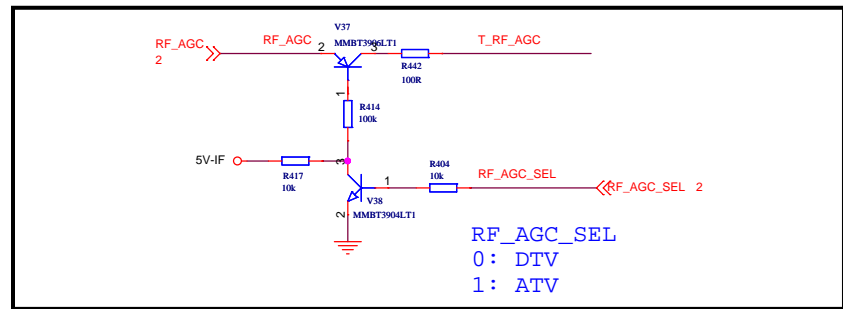 V37
RF_AGC
2
RF_AGC
2
MMBT3906LT1
3
T_RF_AGC
R442
100R
1
R414
100k
5V-IF
R417
10k
3
R404
10k
1
RF_AGC_SEL
RF_AGC_SEL 2
V38
MMBT3904LT1
2
RF_AGC_SEL
0: DTV
1: ATV